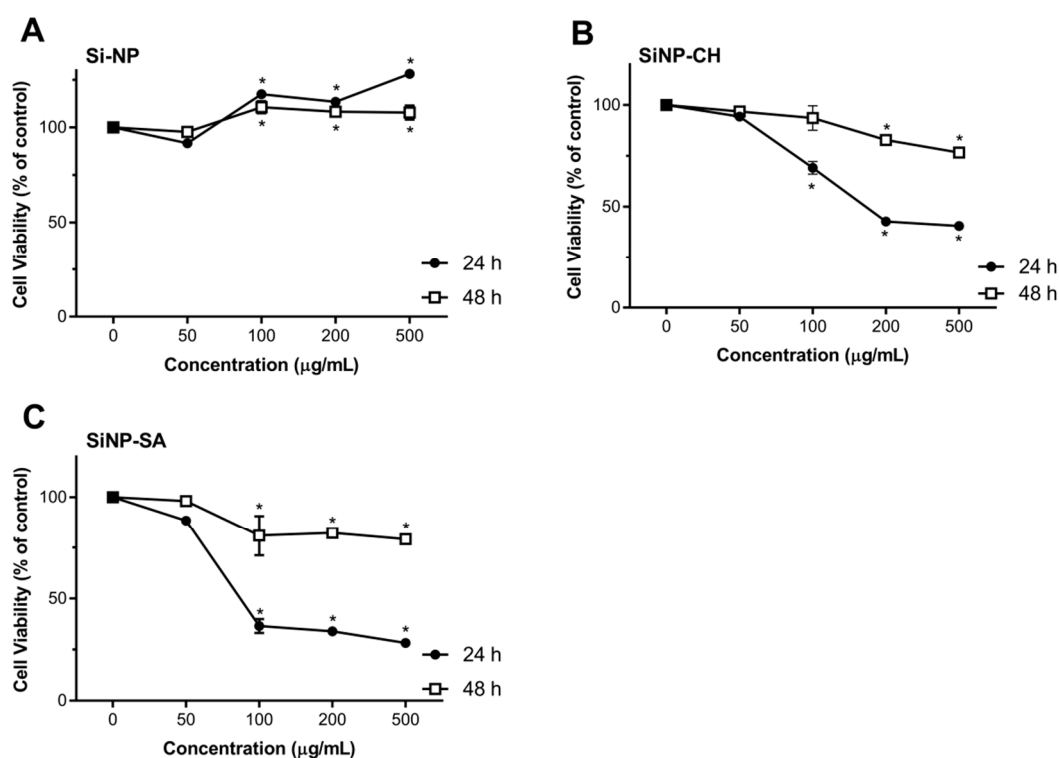 A
Si-NP
*
*
*
*
*
*
Cell Viability (% of control)
100
50
0
24 h
48 h
0 50 100 200 500
Concentration (μg/mL)
B
SiNP-CH
*
*
*
*
*
Cell Viability (% of control)
100
50
0
24 h
48 h
0 50 100 200 500
Concentration (μg/mL)
C
SiNP-SA
*
*
*
*
*
*
Cell Viability (% of control)
100
50
0
24 h
48 h
0 50 100 200 500
Concentration (μg/mL)